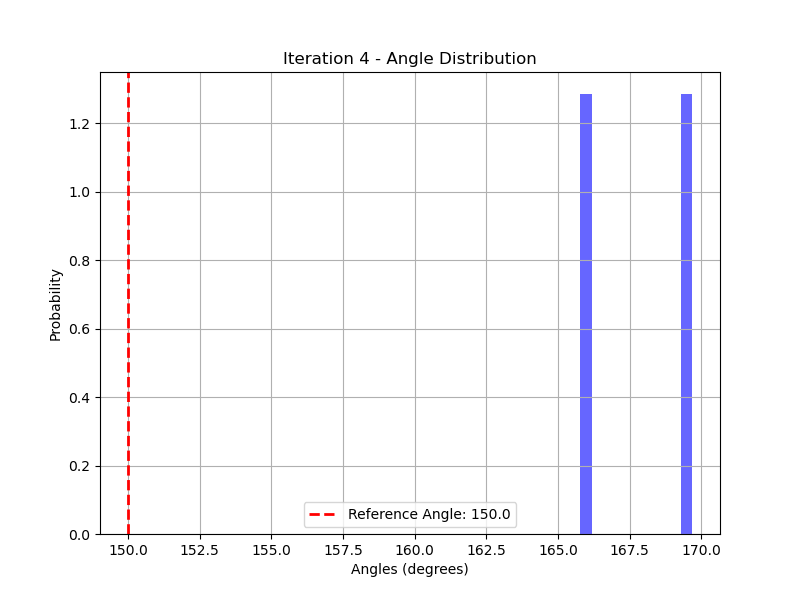 Iteration 4 - Angle Distribution
Probability
1.2
1.0
0.8
0.6
0.4
0.2
0.0
Reference Angle: 150.0
150.0 152.5 155.0 157.5 160.0 162.5 165.0 167.5 170.0
Angles (degrees)